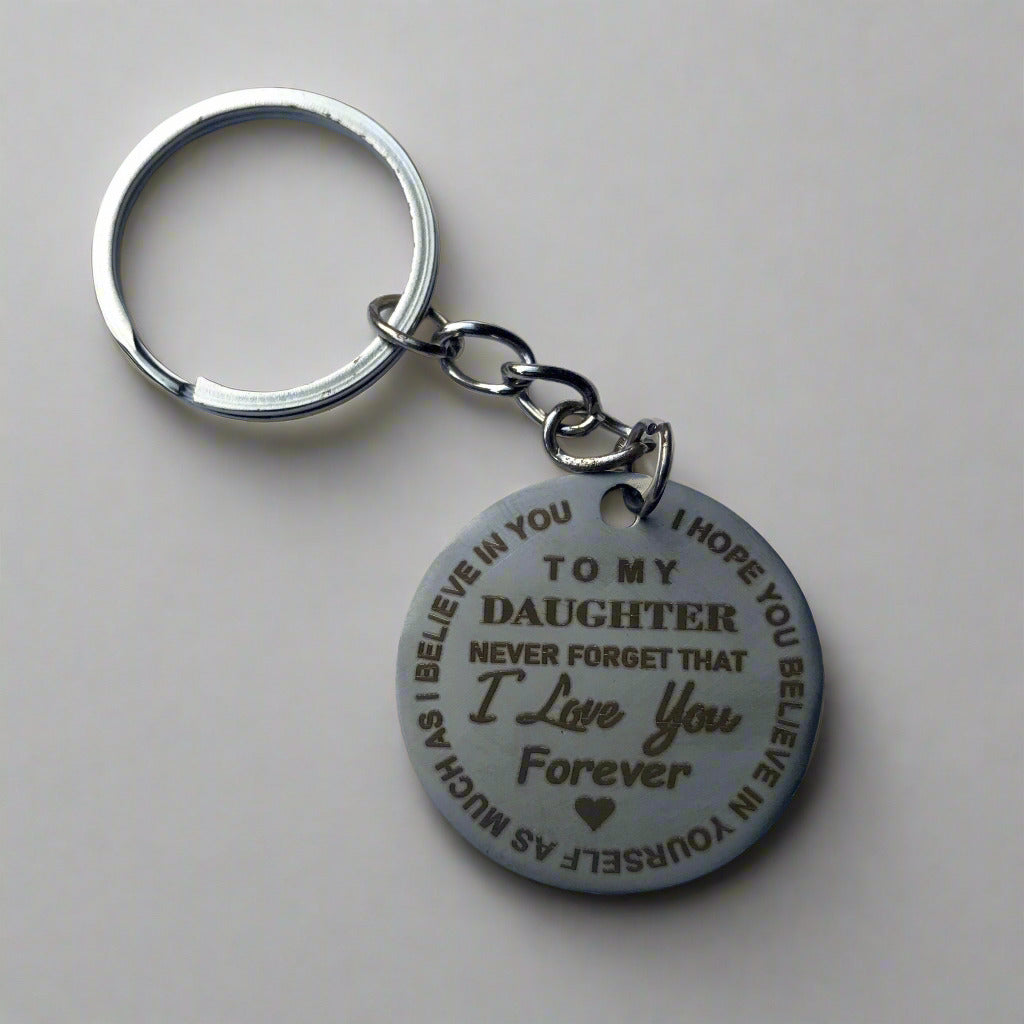 I HOPE YOU BELIEVE IN YOURSELF AS MUCH AS I BELIEVE IN YOU
TO MY
DAUGHTER
NEVER FORGET THAT
I Love You
Forever